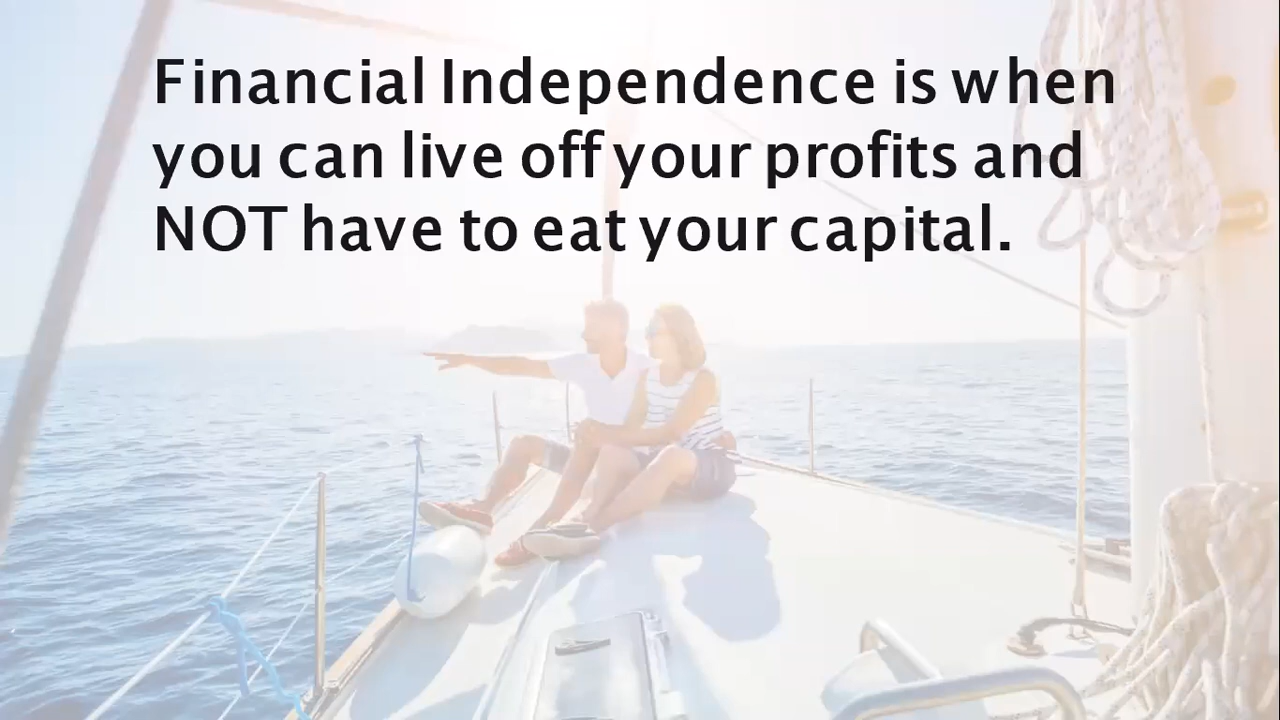 Financial Independence is when
you can live off your profits and
NOT have to eat your capital.